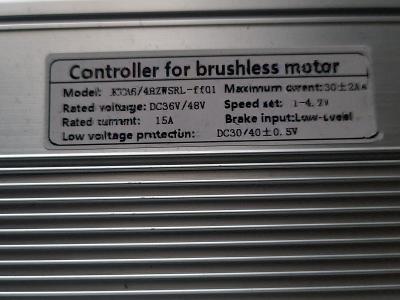 Controller for brushless motor
Model: Maximum current: 30±2A
Rated voltage: DC36V/48V Speed set: 1-4.2V
Rated current: 15A Brake input: Low-Level
Low voltage protection: DC30/40±0.5V